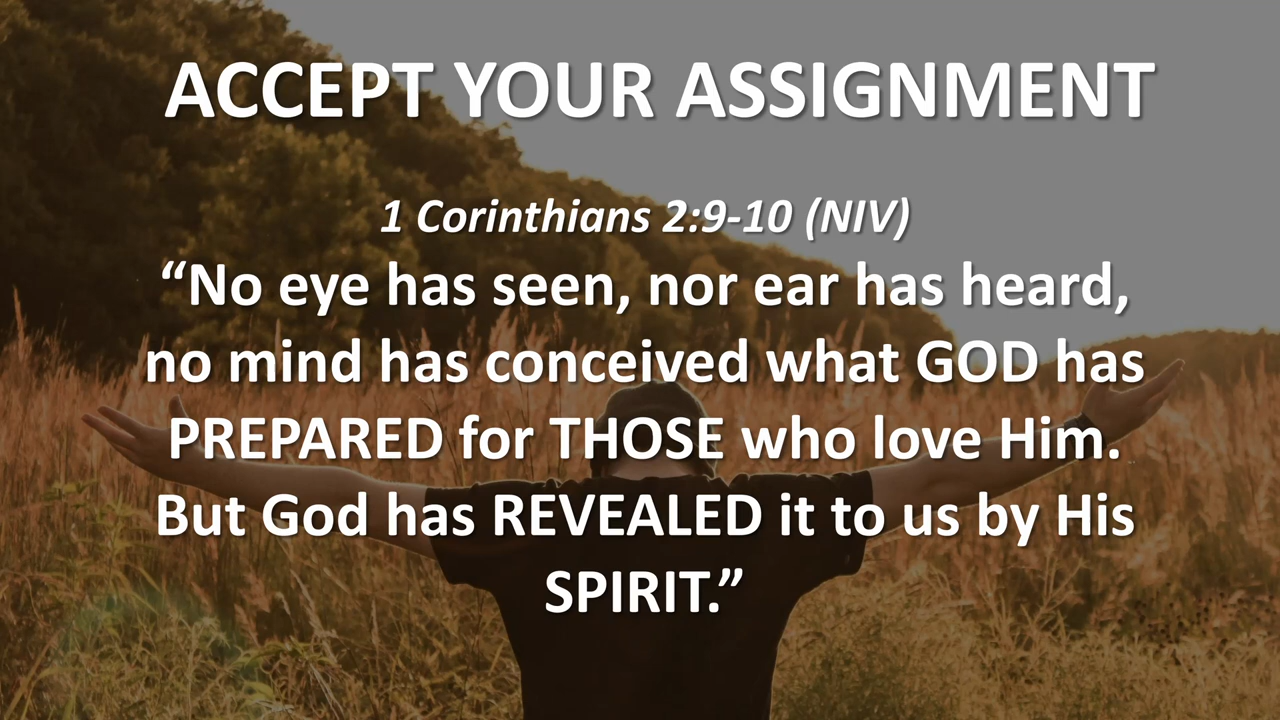 ACCEPT YOUR ASSIGNMENT
1 Corinthians 2:9-10 (NIV)
“No eye has seen, nor ear has heard,
no mind has conceived what GOD has
PREPARED for THOSE who love Him.
But God has REVEALED it to us by His
SPIRIT.”